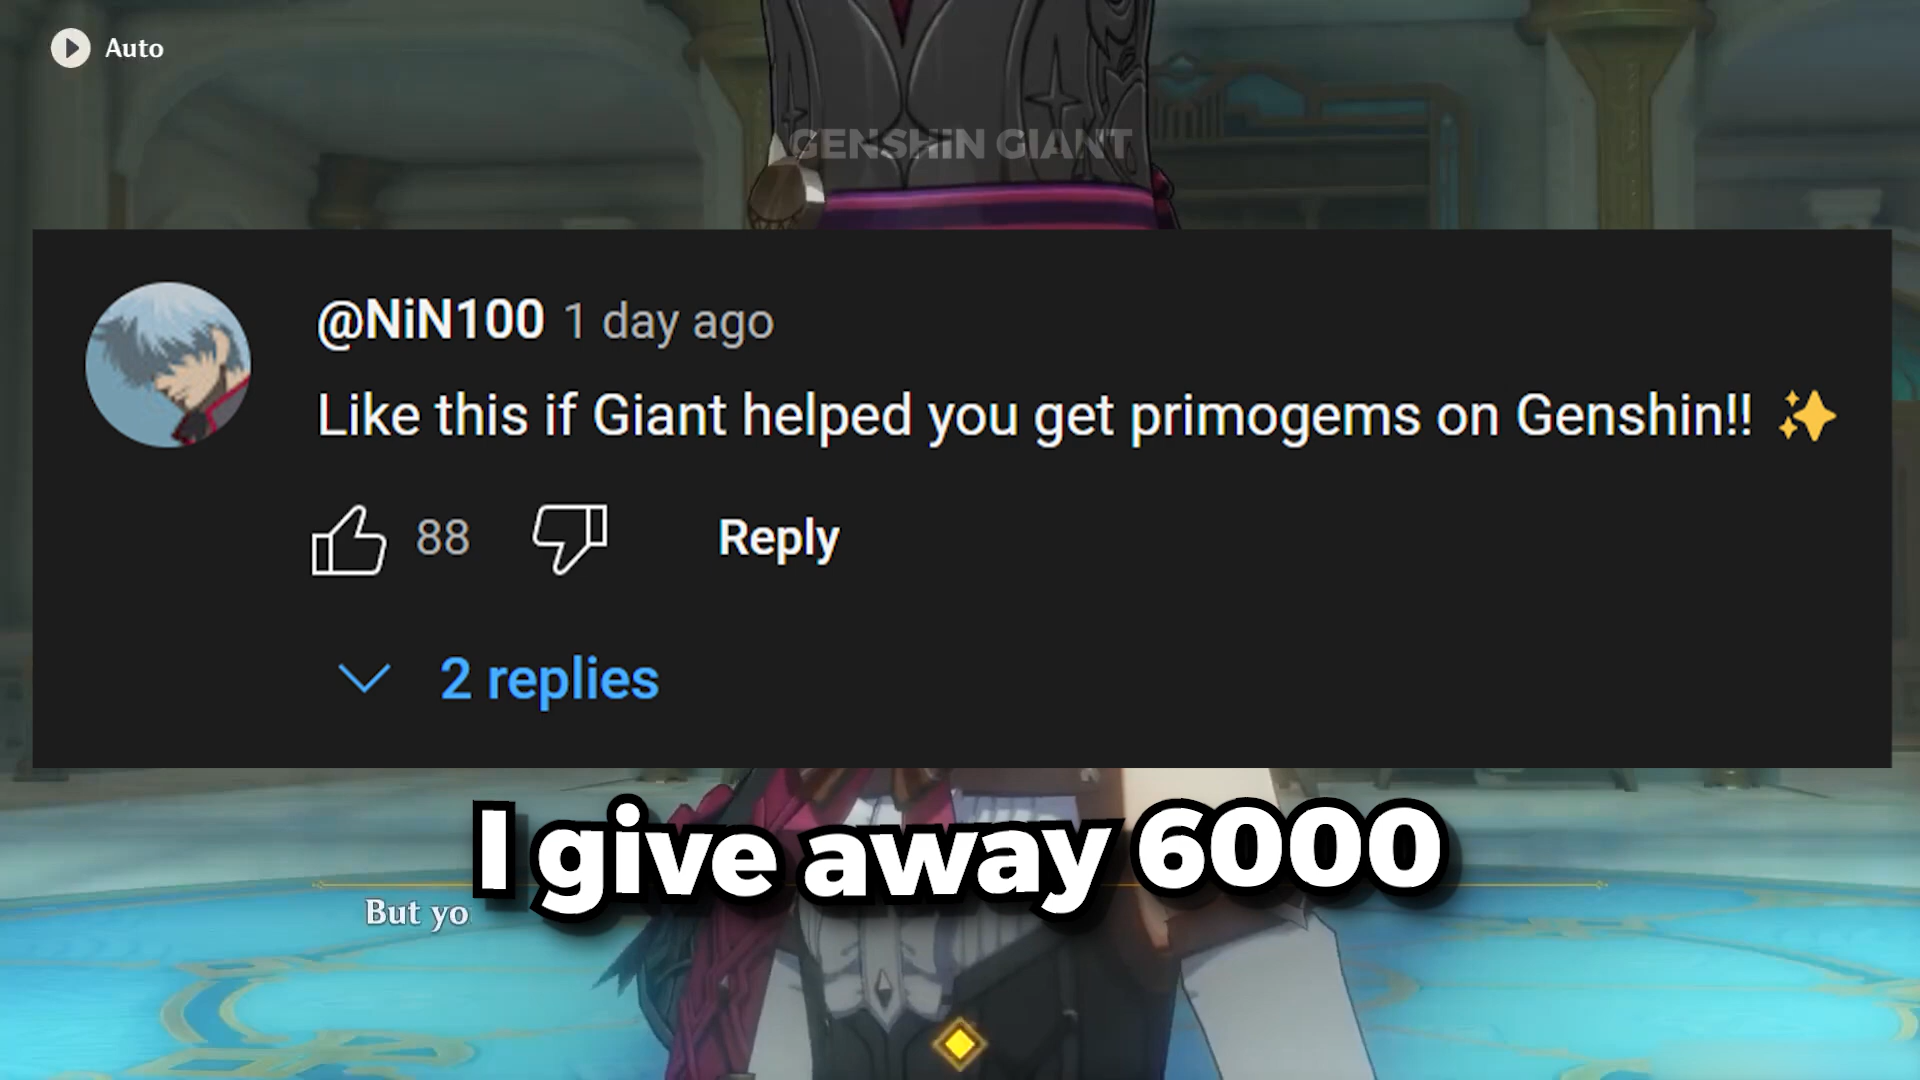 Auto
GENSHIN GIANT
@NiN100 1 day ago
Like this if Giant helped you get primogems on Genshin!! ✨
88 Reply
2 replies
I give away 6000
But yo